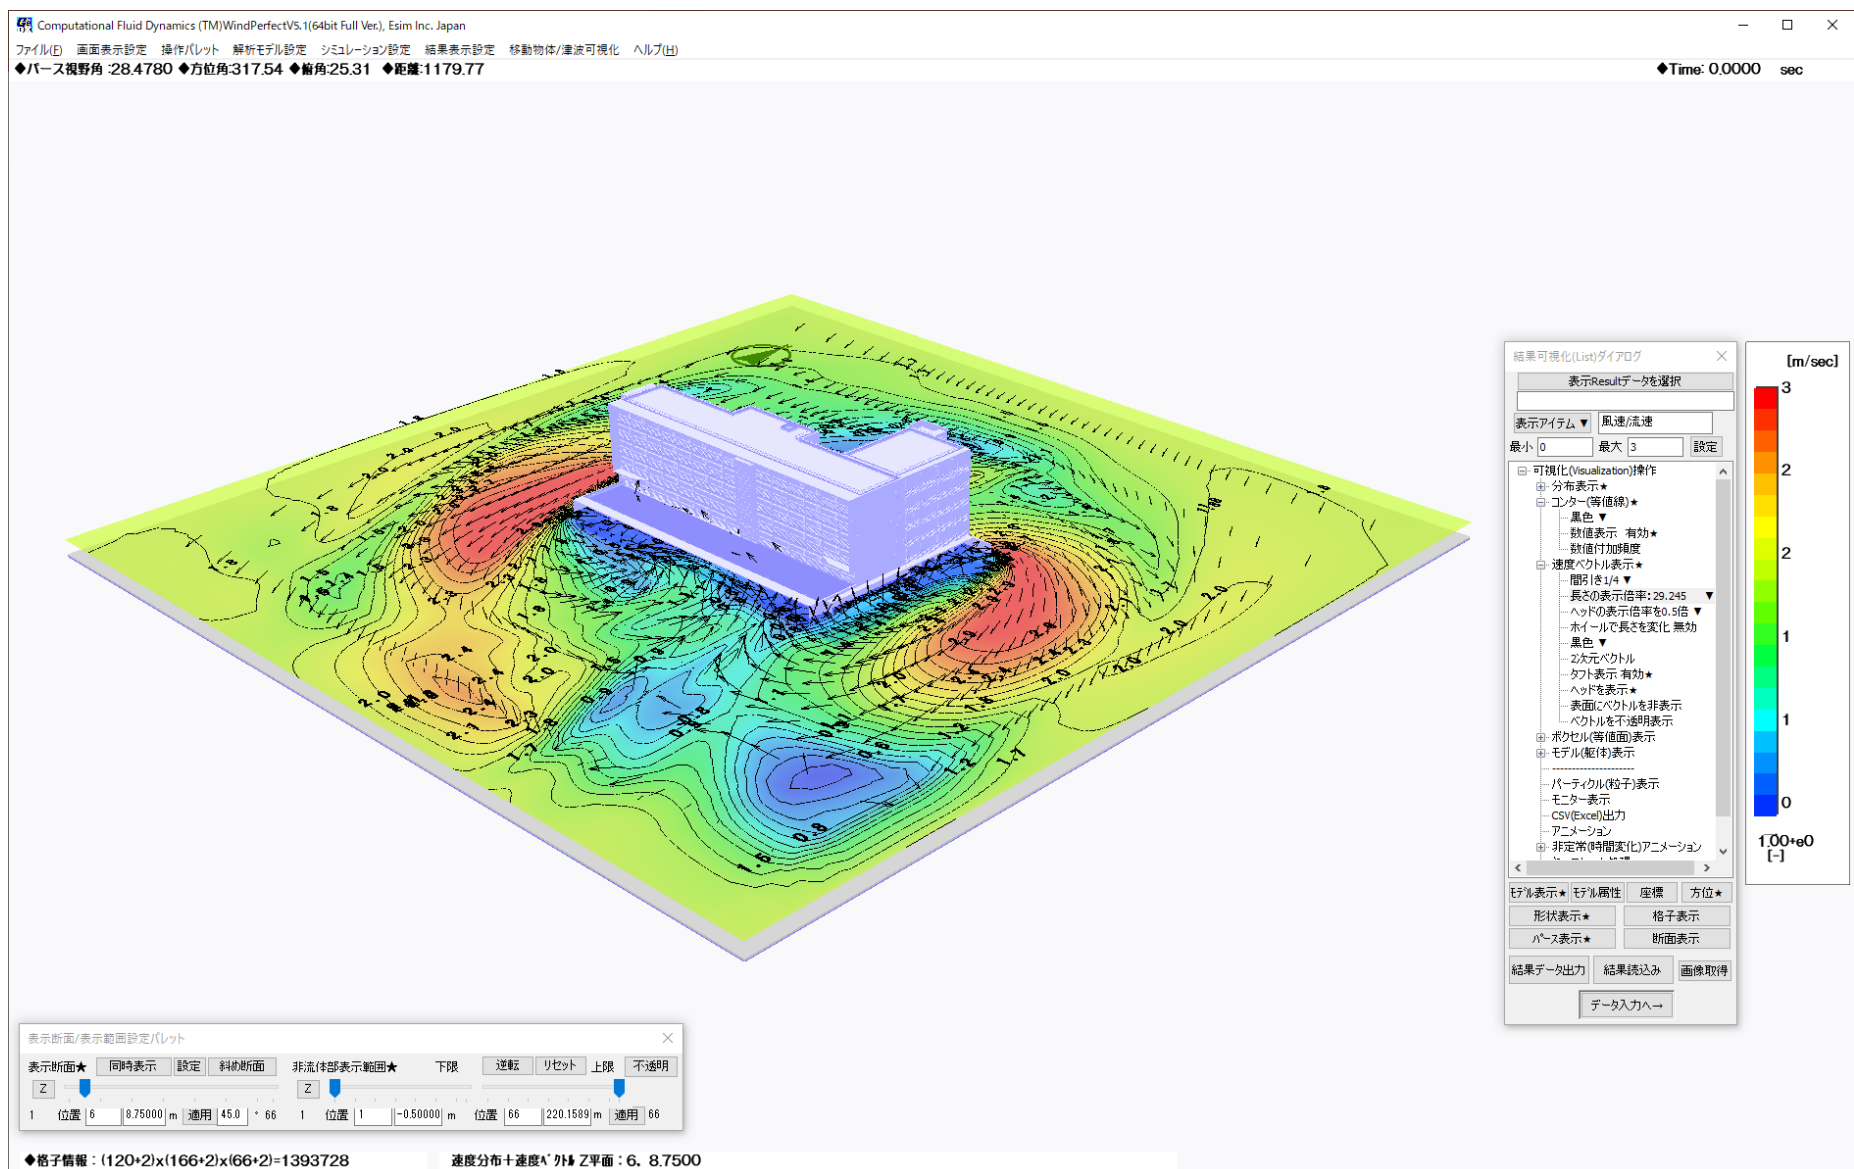 Computational Fluid Dynamics (TM)WindPerfectV5.1(64bit Full Ver.), Esim Inc. Japan
ファイル(F) 画面表示設定 操作パレット 解析モデル設定 シミュレーション設定 結果表示設定 移動物体/津波可視化 ヘルプ(H)
◆パース視野角 :28.4780 ◆方位角:317.54 ◆俯角:25.31 ◆距離:1179.77 ◆Time: 0.0000 sec
結果可視化(List)ダイアログ
表示Resultデータを選択
表示アイテム ▼ 風速/流速
最小 0 最大 3 設定
可視化(Visualization)操作
分布表示★
コンター(等値線)★
黒色 ▼
数値表示 有効★
数値付加頻度
速度ベクトル表示★
間引き1/4 ▼
長さの表示倍率:29.245 ▼
ヘッドの表示倍率を0.5倍 ▼
ホイールで長さを変化 無効
黒色 ▼
2次元ベクトル
タフト表示 有効★
ヘッドを表示★
表面にベクトルを非表示
ベクトルを不透明表示
ボクセル(等値面)表示
モデル(躯体)表示
--------------------
パーティクル(粒子)表示
モニター表示
CSV(Excel)出力
アニメーション
非定常(時間変化)アニメーション
モデル表示★ モデル属性 座標 方位★
形状表示★ 格子表示
パース表示★ 断面表示
結果データ出力 結果読込み 画像取得
データ入力へ→
[m/sec]
3
2
2
1
1
0
1.00+e0
[-]
表示断面/表示範囲設定パレット
表示断面★ 同時表示 設定 斜め断面 非流体部表示範囲★ 下限 逆転 リセット 上限 不透明
Z Z
1 位置 6 8.75000 m 適用 45.0 ° 66 1 位置 1 -0.50000 m 位置 66 220.1589 m 適用 66
◆格子情報：(120+2)x(166+2)x(66+2)=1393728 速度分布+速度ベクトル Z平面：6, 8.7500